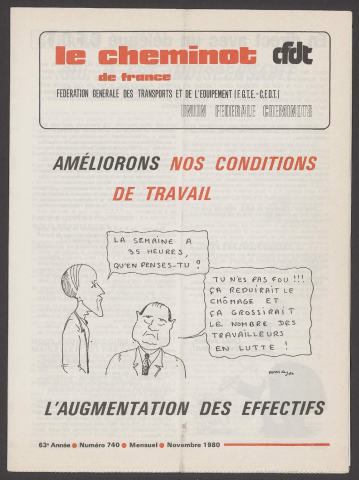 le cheminot cfdt
de france
FEDERATION GENERALE DES TRANSPORTS ET DE L'EQUIPEMENT (F.G.T.E.-C.F.D.T.)
UNION FEDERALE CHEMINOTS
AMÉLIORONS NOS CONDITIONS
DE TRAVAIL
LA SEMAINE A
35 HEURES,
QU'EN PENSES-TU ?
TU N'ES PAS FOU !!!
ÇA REDUIRAIT LE
CHÔMAGE ET
ÇA GROSSIRAIT
LE NOMBRE DES
TRAVAILLEURS
EN LUTTE !
L'AUGMENTATION DES EFFECTIFS
63e Année ● Numéro 740 ● Mensuel ● Novembre 1980